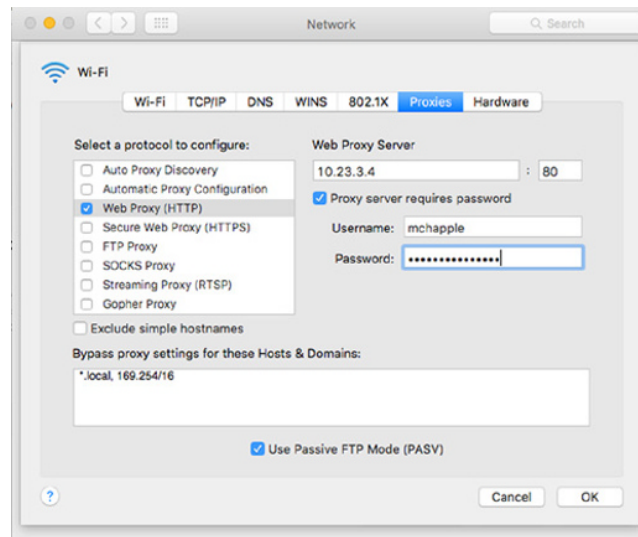 Network
Search
Wi-Fi
Wi-Fi TCP/IP DNS WINS 802.1X Proxies Hardware
Select a protocol to configure:
Auto Proxy Discovery
Automatic Proxy Configuration
Web Proxy (HTTP)
Secure Web Proxy (HTTPS)
FTP Proxy
SOCKS Proxy
Streaming Proxy (RTSP)
Gopher Proxy
Exclude simple hostnames
Web Proxy Server
10.23.3.4 : 80
Proxy server requires password
Username: mchapple
Password: •••••••••••••••
Bypass proxy settings for these Hosts & Domains:
*.local, 169.254/16
Use Passive FTP Mode (PASV)
?
Cancel OK